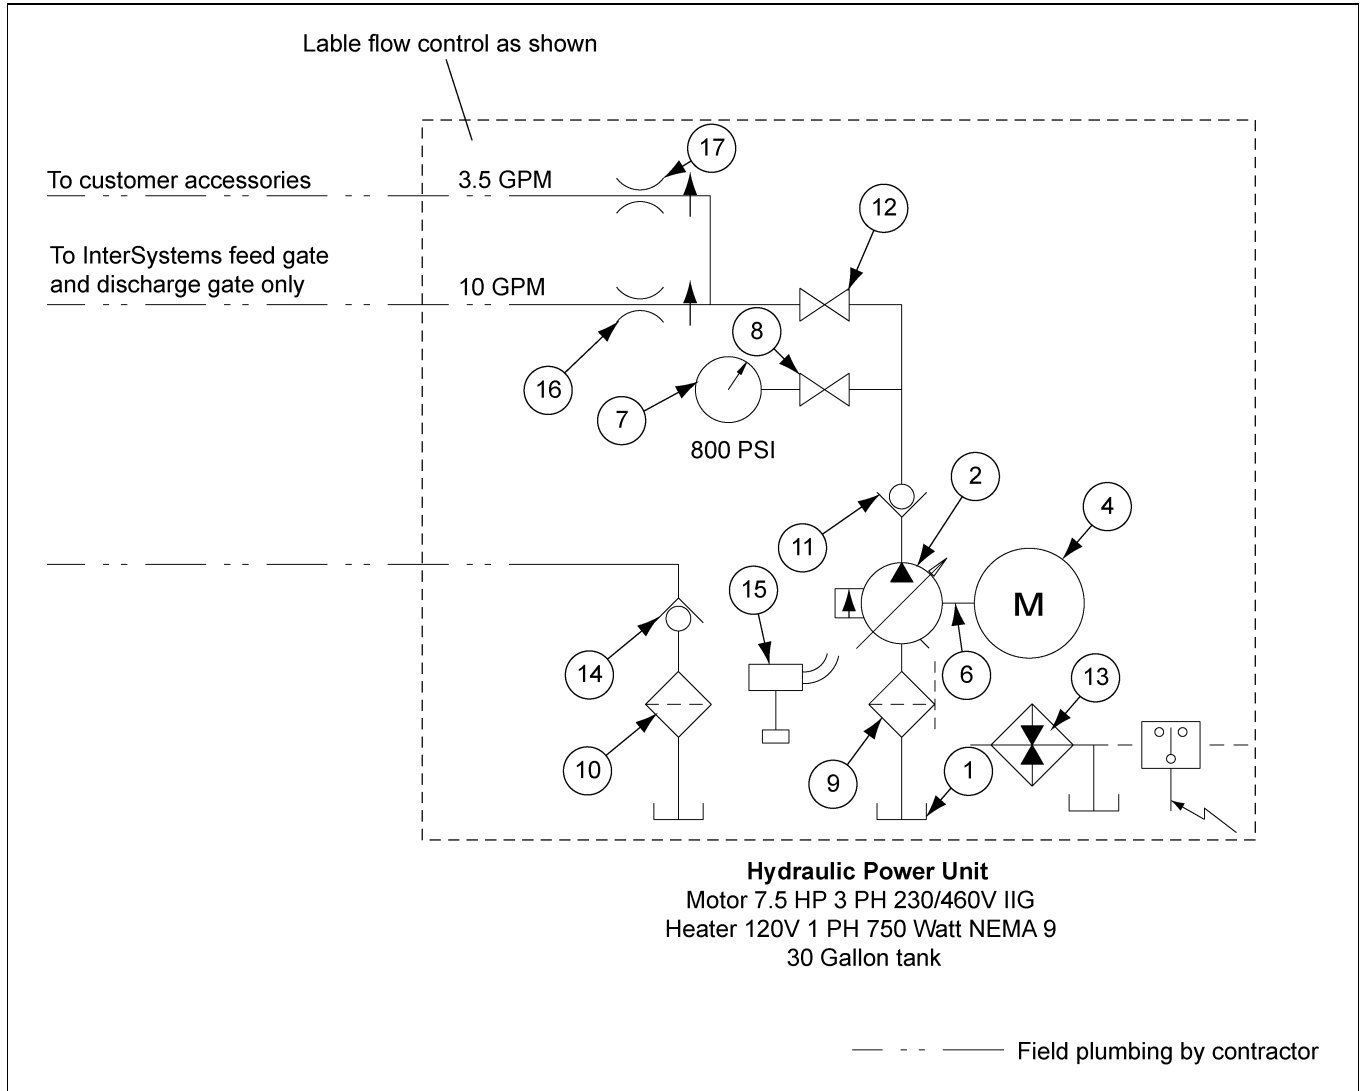 Lable flow control as shown
17
To customer accessories
3.5 GPM
12
To InterSystems feed gate
and discharge gate only
10 GPM
8
16
7
800 PSI
2
4
11
15
M
14
6
13
10
9
1
Hydraulic Power Unit
Motor 7.5 HP 3 PH 230/460V IIG
Heater 120V 1 PH 750 Watt NEMA 9
30 Gallon tank
Field plumbing by contractor